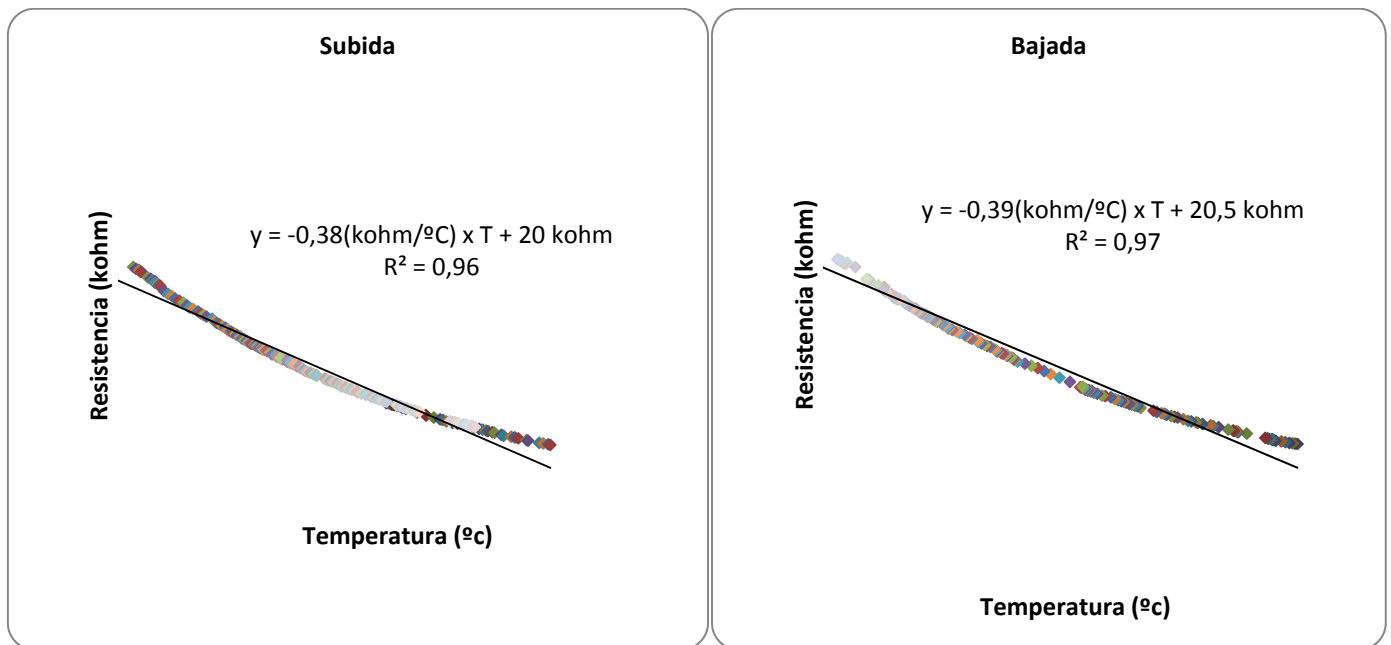 Subida
Resistencia (kohm)
y = -0,38(kohm/ºC) x T + 20 kohm
R² = 0,96
Temperatura (ºc)
Bajada
Resistencia (kohm)
y = -0,39(kohm/ºC) x T + 20,5 kohm
R² = 0,97
Temperatura (ºc)